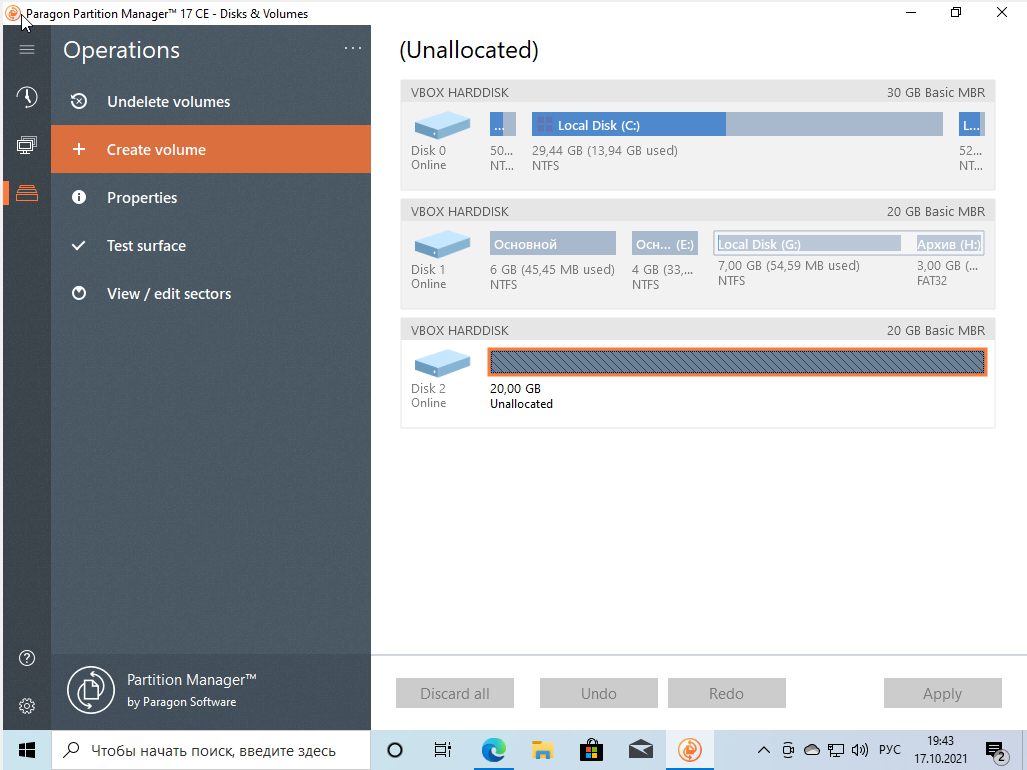 Paragon Partition Manager™ 17 CE - Disks & Volumes
Operations
...
Undelete volumes
Create volume
Properties
Test surface
View / edit sectors
Partition Manager™
by Paragon Software
(Unallocated)
VBOX HARDDISK 30 GB Basic MBR
... Local Disk (C:) L...
Disk 0 50... 29,44 GB (13,94 GB used) 52...
Online NT... NTFS NT...
VBOX HARDDISK 20 GB Basic MBR
Основной Осн... (E:) Local Disk (G:) Архив (H:)
Disk 1 6 GB (45,45 MB used) 4 GB (33,... 7,00 GB (54,59 MB used) 3,00 GB (...
Online NTFS NTFS NTFS FAT32
VBOX HARDDISK 20 GB Basic MBR
Disk 2 20,00 GB
Online Unallocated
Discard all Undo Redo Apply
Чтобы начать поиск, введите здесь
РУС
19:43
17.10.2021
2